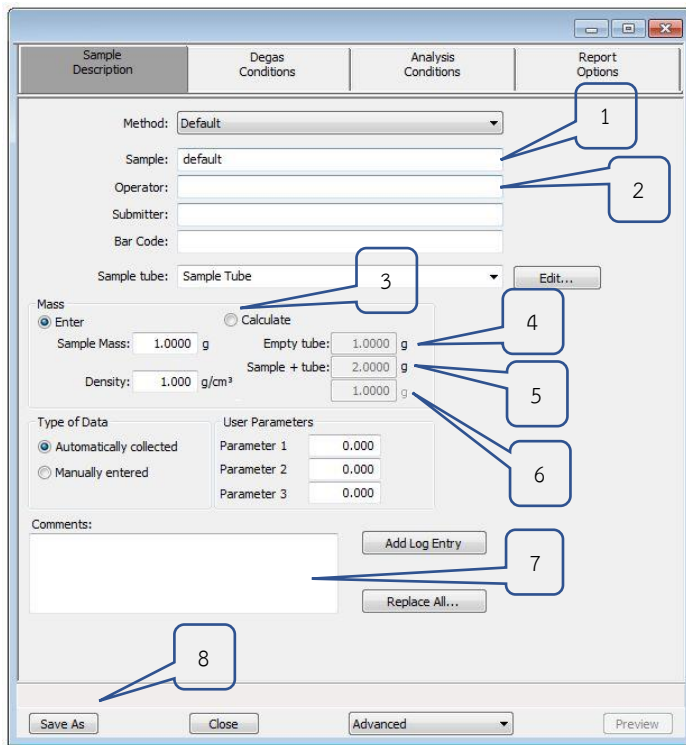 Sample Description
Degas Conditions
Analysis Conditions
Report Options
Method: Default
1
Sample: default
2
Operator:
Submitter:
Bar Code:
Sample tube: Sample Tube
Edit...
3
Mass
Enter
Calculate
4
Sample Mass: 1.0000 g
Empty tube: 1.0000 g
Sample + tube: 2.0000 g
5
Density: 1.000 g/cm³
1.0000 g
6
Type of Data
User Parameters
Automatically collected
Parameter 1 0.000
Manually entered
Parameter 2 0.000
Parameter 3 0.000
Comments:
Add Log Entry
7
Replace All...
8
Save As
Close
Advanced
Preview